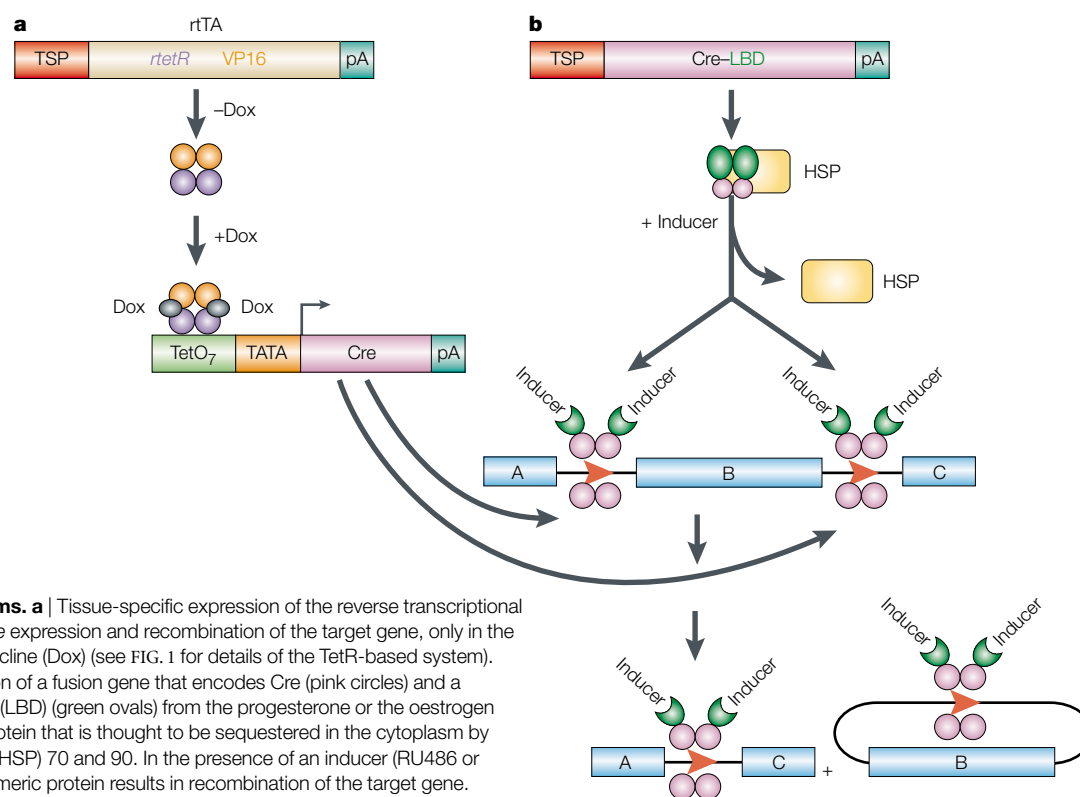 a
rtTA
TSP
rtetR
VP16
pA
–Dox
+Dox
Dox
Dox
TetO7
TATA
Cre
pA
b
TSP
Cre–LBD
pA
HSP
+ Inducer
HSP
Inducer
Inducer
Inducer
Inducer
A
B
C
Inducer
Inducer
A
C
+
Inducer
Inducer
B
ms. a | Tissue-specific expression of the reverse transcriptional
e expression and recombination of the target gene, only in the
cline (Dox) (see FIG. 1 for details of the TetR-based system).
on of a fusion gene that encodes Cre (pink circles) and a
(LBD) (green ovals) from the progesterone or the oestrogen
otein that is thought to be sequestered in the cytoplasm by
HSP) 70 and 90. In the presence of an inducer (RU486 or
meric protein results in recombination of the target gene.